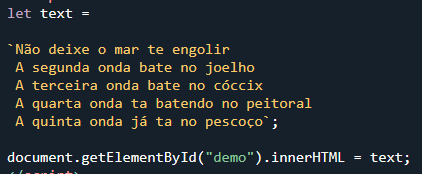 let text =
`Não deixe o mar te engolir
A segunda onda bate no joelho
A terceira onda bate no cóccix
A quarta onda ta batendo no peitoral
A quinta onda já ta no pescoço`;
document.getElementById("demo").innerHTML = text;